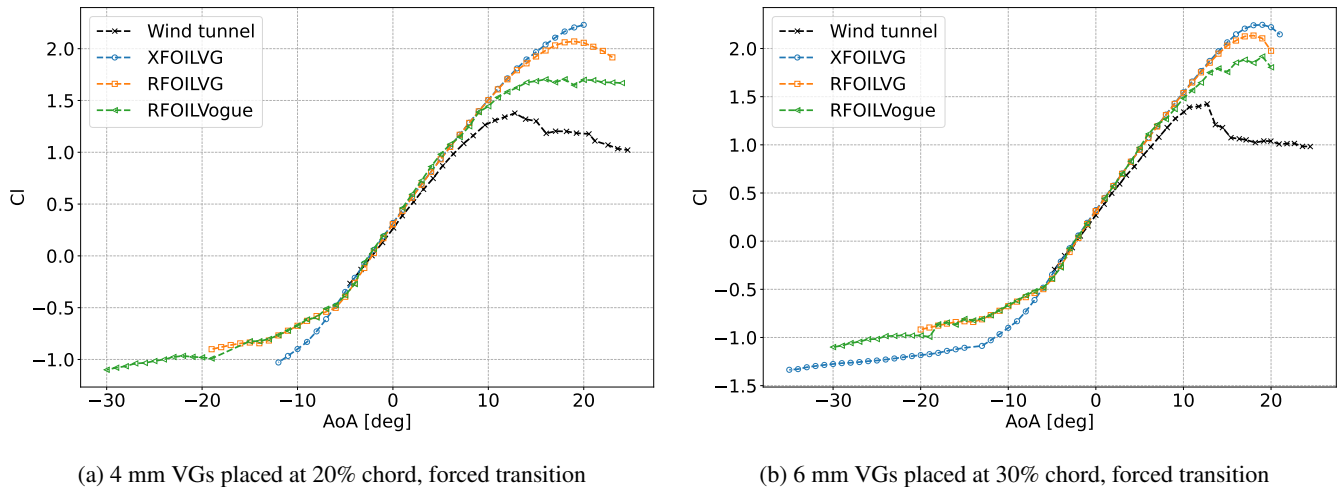 Wind tunnel
XFOILVG
RFOILVG
RFOILVogue
2.0
1.5
1.0
0.5
0.0
−0.5
−1.0
Cl
−30
−20
−10
0
10
20
AoA [deg]
(a) 4 mm VGs placed at 20% chord, forced transition
Wind tunnel
XFOILVG
RFOILVG
RFOILVogue
2.0
1.5
1.0
0.5
0.0
−0.5
−1.0
−1.5
Cl
−30
−20
−10
0
10
20
AoA [deg]
(b) 6 mm VGs placed at 30% chord, forced transition